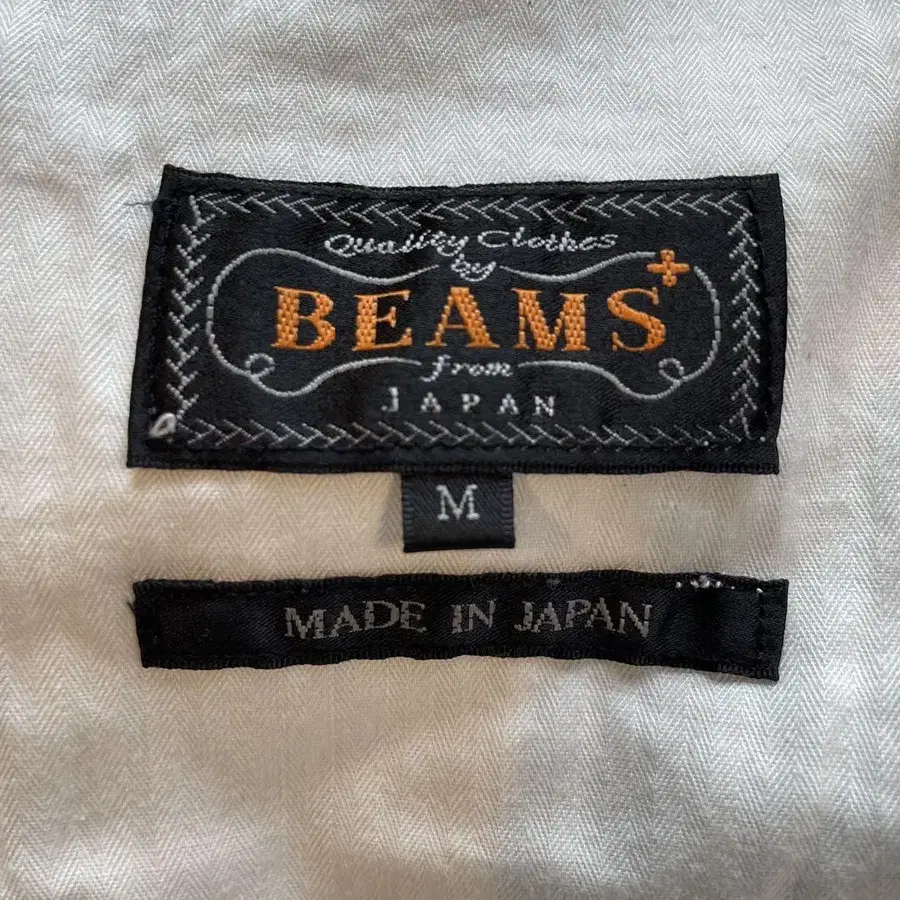 Quality Clothes
by
BEAMS+
from
JAPAN
M
MADE IN JAPAN